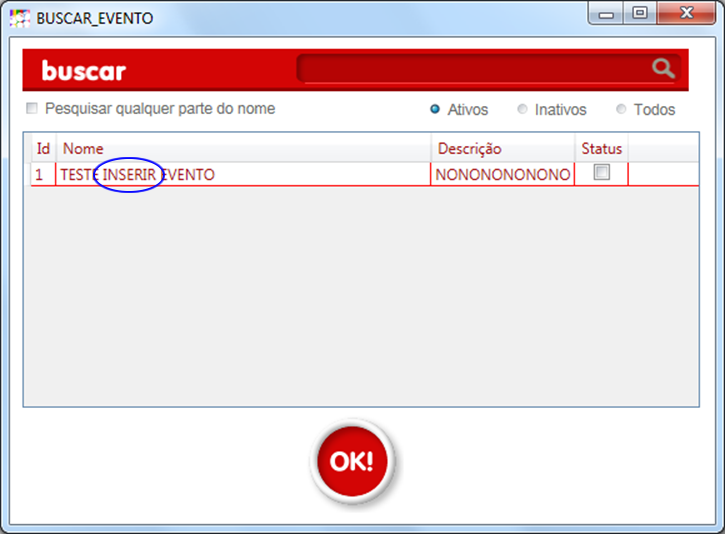 BUSCAR_EVENTO
buscar
Pesquisar qualquer parte do nome Ativos Inativos Todos
Id Nome Descrição Status
1 TESTE INSERIR EVENTO NONONONONONO
OK!